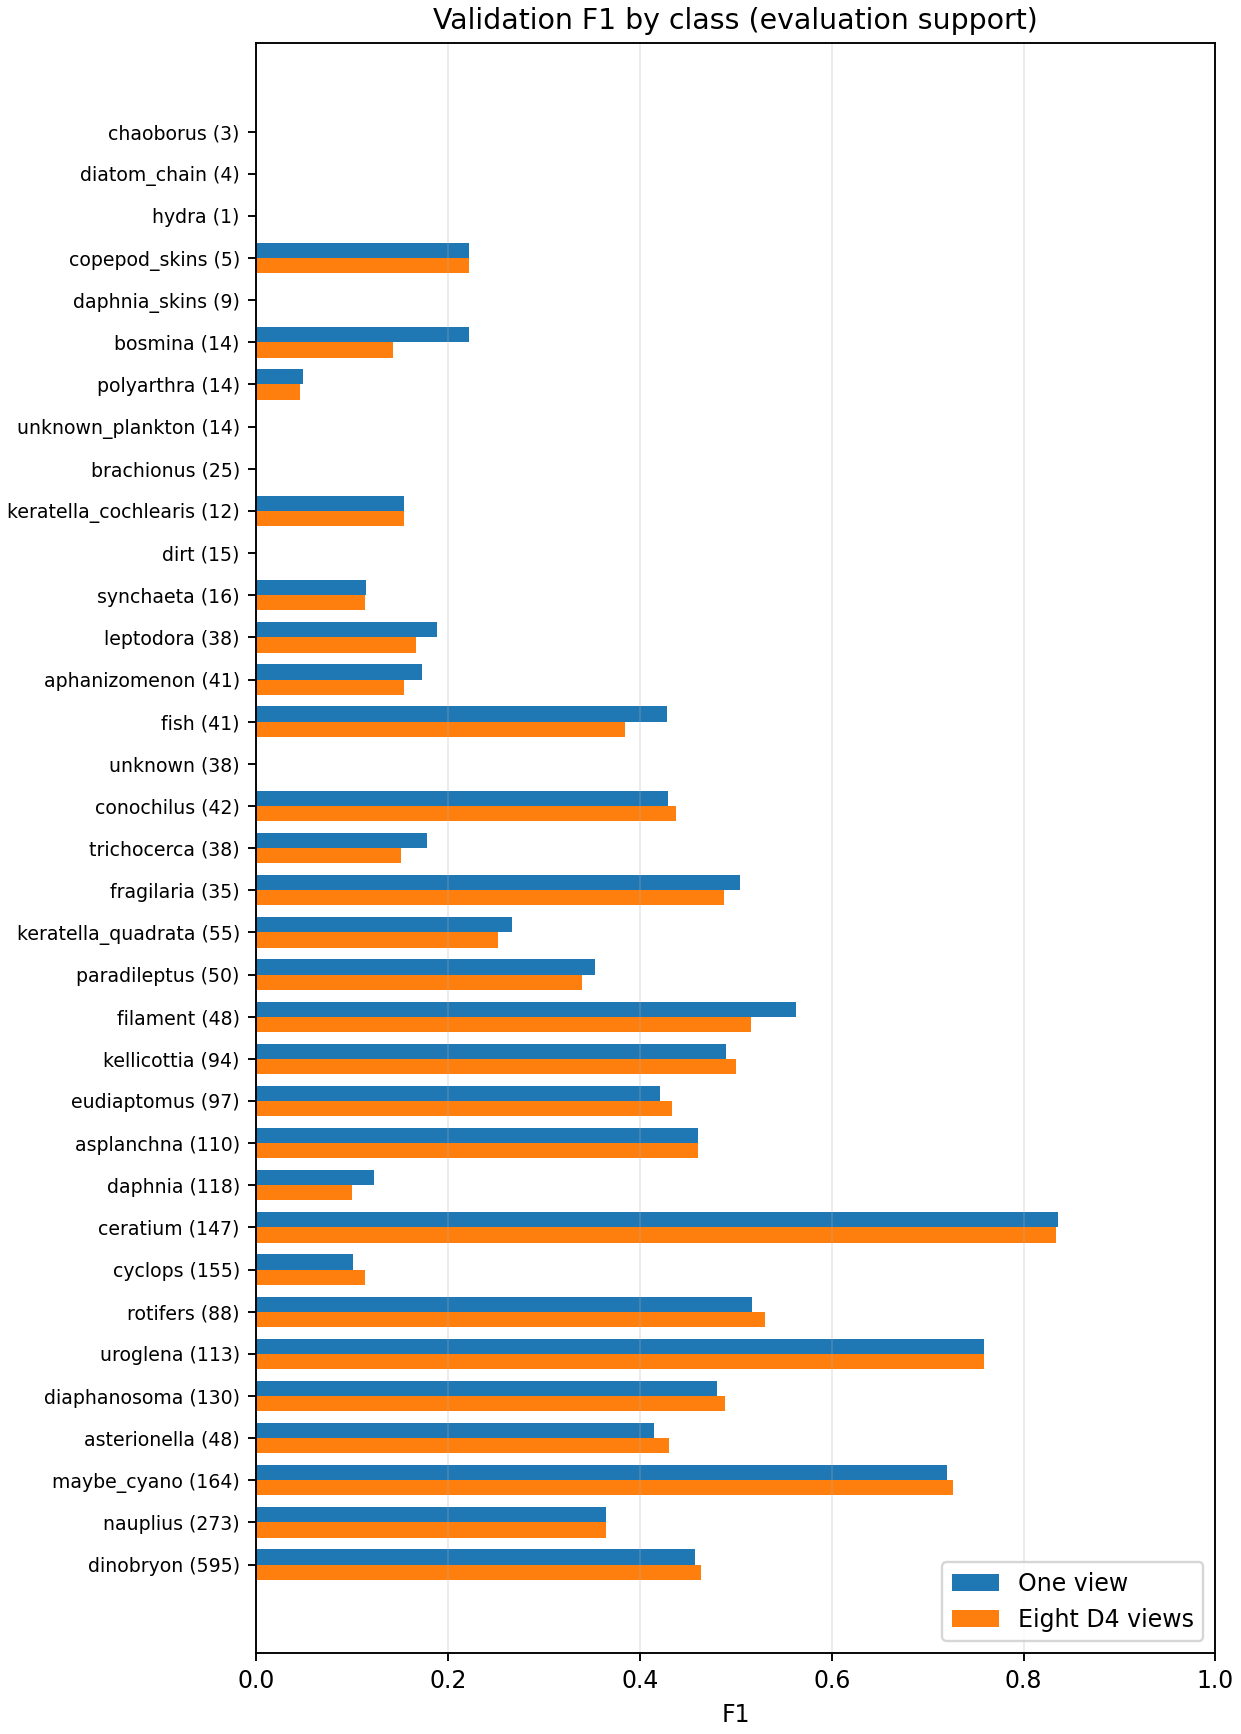 Validation F1 by class (evaluation support)
chaoborus (3)
diatom_chain (4)
hydra (1)
copepod_skins (5)
daphnia_skins (9)
bosmina (14)
polyarthra (14)
unknown_plankton (14)
brachionus (25)
keratella_cochlearis (12)
dirt (15)
synchaeta (16)
leptodora (38)
aphanizomenon (41)
fish (41)
unknown (38)
conochilus (42)
trichocerca (38)
fragilaria (35)
keratella_quadrata (55)
paradileptus (50)
filament (48)
kellicottia (94)
eudiaptomus (97)
asplanchna (110)
daphnia (118)
ceratium (147)
cyclops (155)
rotifers (88)
uroglena (113)
diaphanosoma (130)
asterionella (48)
maybe_cyano (164)
nauplius (273)
dinobryon (595)
One view
Eight D4 views
0.0 0.2 0.4 0.6 0.8 1.0
F1